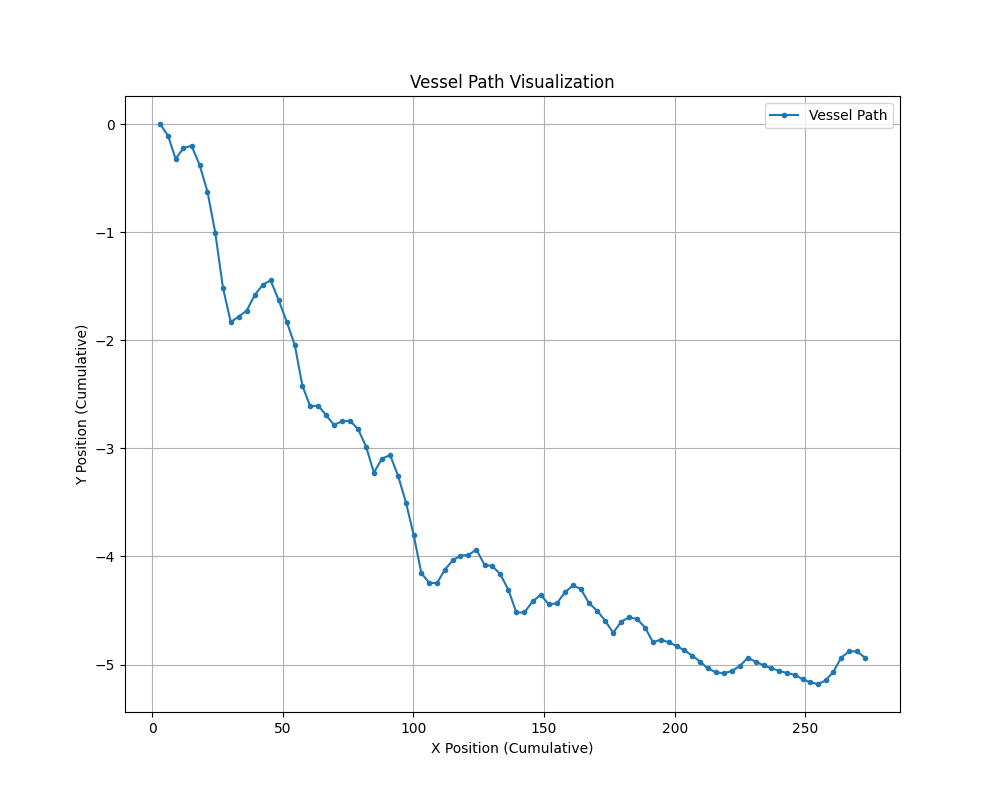 Vessel Path Visualization
Vessel Path
0
−1
−2
−3
−4
−5
Y Position (Cumulative)
0 50 100 150 200 250
X Position (Cumulative)